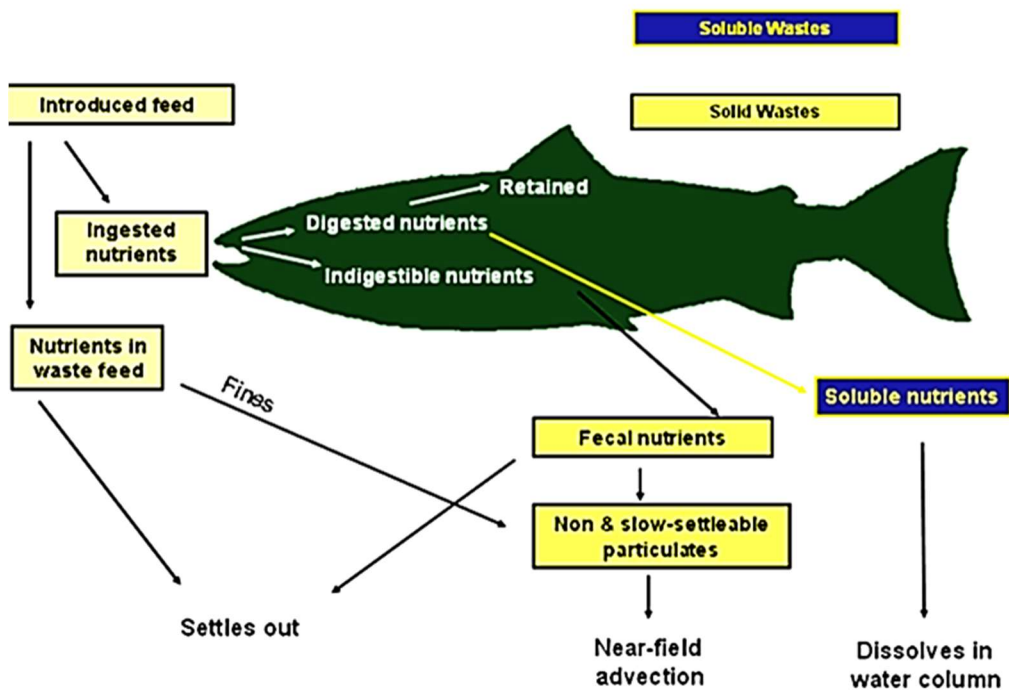 Soluble Wastes
Introduced feed
Solid Wastes
Retained
Ingested
nutrients
Digested nutrients
Indigestible nutrients
Nutrients in
waste feed
Fines
Soluble nutrients
Fecal nutrients
Non & slow-settleable
particulates
Settles out
Near-field
advection
Dissolves in
water column